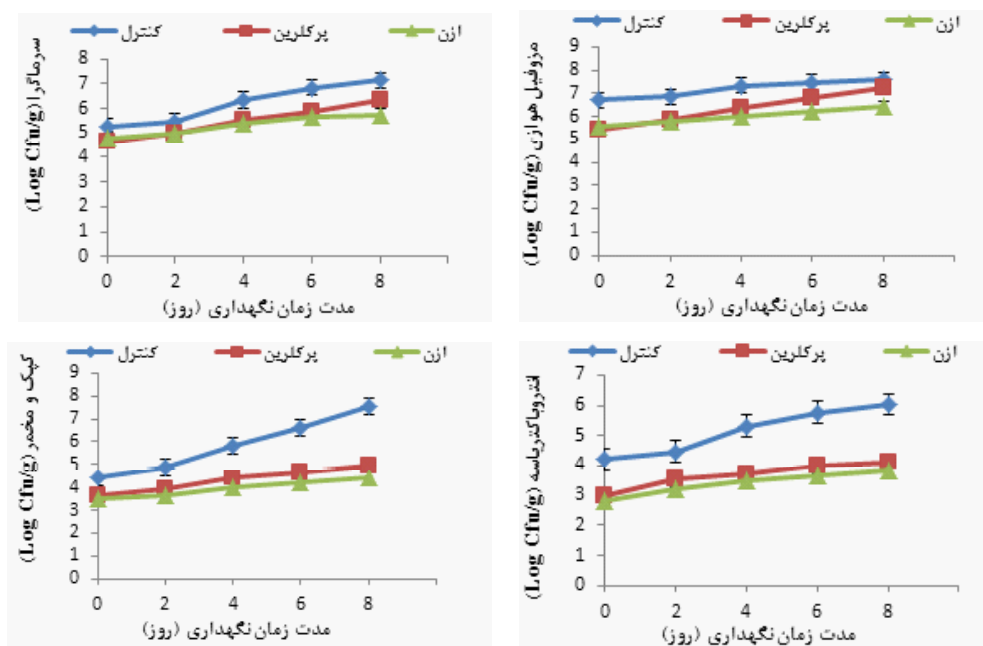 کنترل پرکلرین ازن
سرماگرا (Log Cfu/g)
8
7
6
5
4
3
2
1
0
0 2 4 6 8
مدت زمان نگهداری (روز)
کنترل پرکلرین ازن
مزوفیل هوازی (Log Cfu/g)
9
8
7
6
5
4
3
2
1
0
0 2 4 6 8
مدت زمان نگهداری (روز)
کنترل پرکلرین ازن
کپک و مخمر (Log Cfu/g)
9
8
7
6
5
4
3
2
1
0
0 2 4 6 8
مدت زمان نگهداری (روز)
کنترل پرکلرین ازن
انتروباکتریاسه (Log Cfu/g)
7
6
5
4
3
2
1
0
0 2 4 6 8
مدت زمان نگهداری (روز)